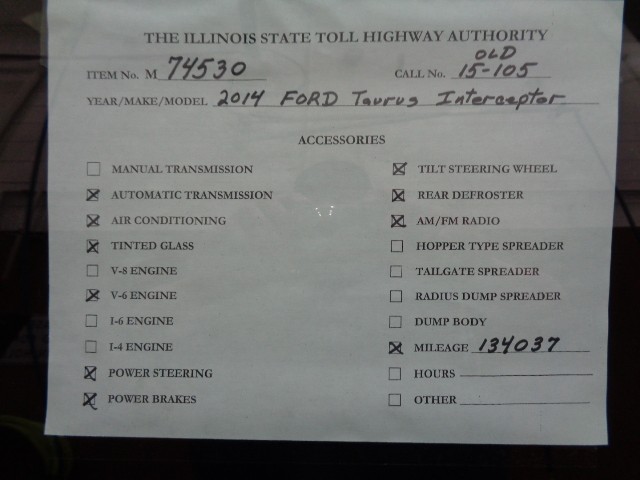 THE ILLINOIS STATE TOLL HIGHWAY AUTHORITY
OLD
ITEM No. M 74530 CALL No. 15-105
YEAR/MAKE/MODEL 2014 FORD Taurus Interceptor
ACCESSORIES
MANUAL TRANSMISSION
AUTOMATIC TRANSMISSION
AIR CONDITIONING
TINTED GLASS
V-8 ENGINE
V-6 ENGINE
I-6 ENGINE
I-4 ENGINE
POWER STEERING
POWER BRAKES
TILT STEERING WHEEL
REAR DEFROSTER
AM/FM RADIO
HOPPER TYPE SPREADER
TAILGATE SPREADER
RADIUS DUMP SPREADER
DUMP BODY
MILEAGE 134037
HOURS
OTHER